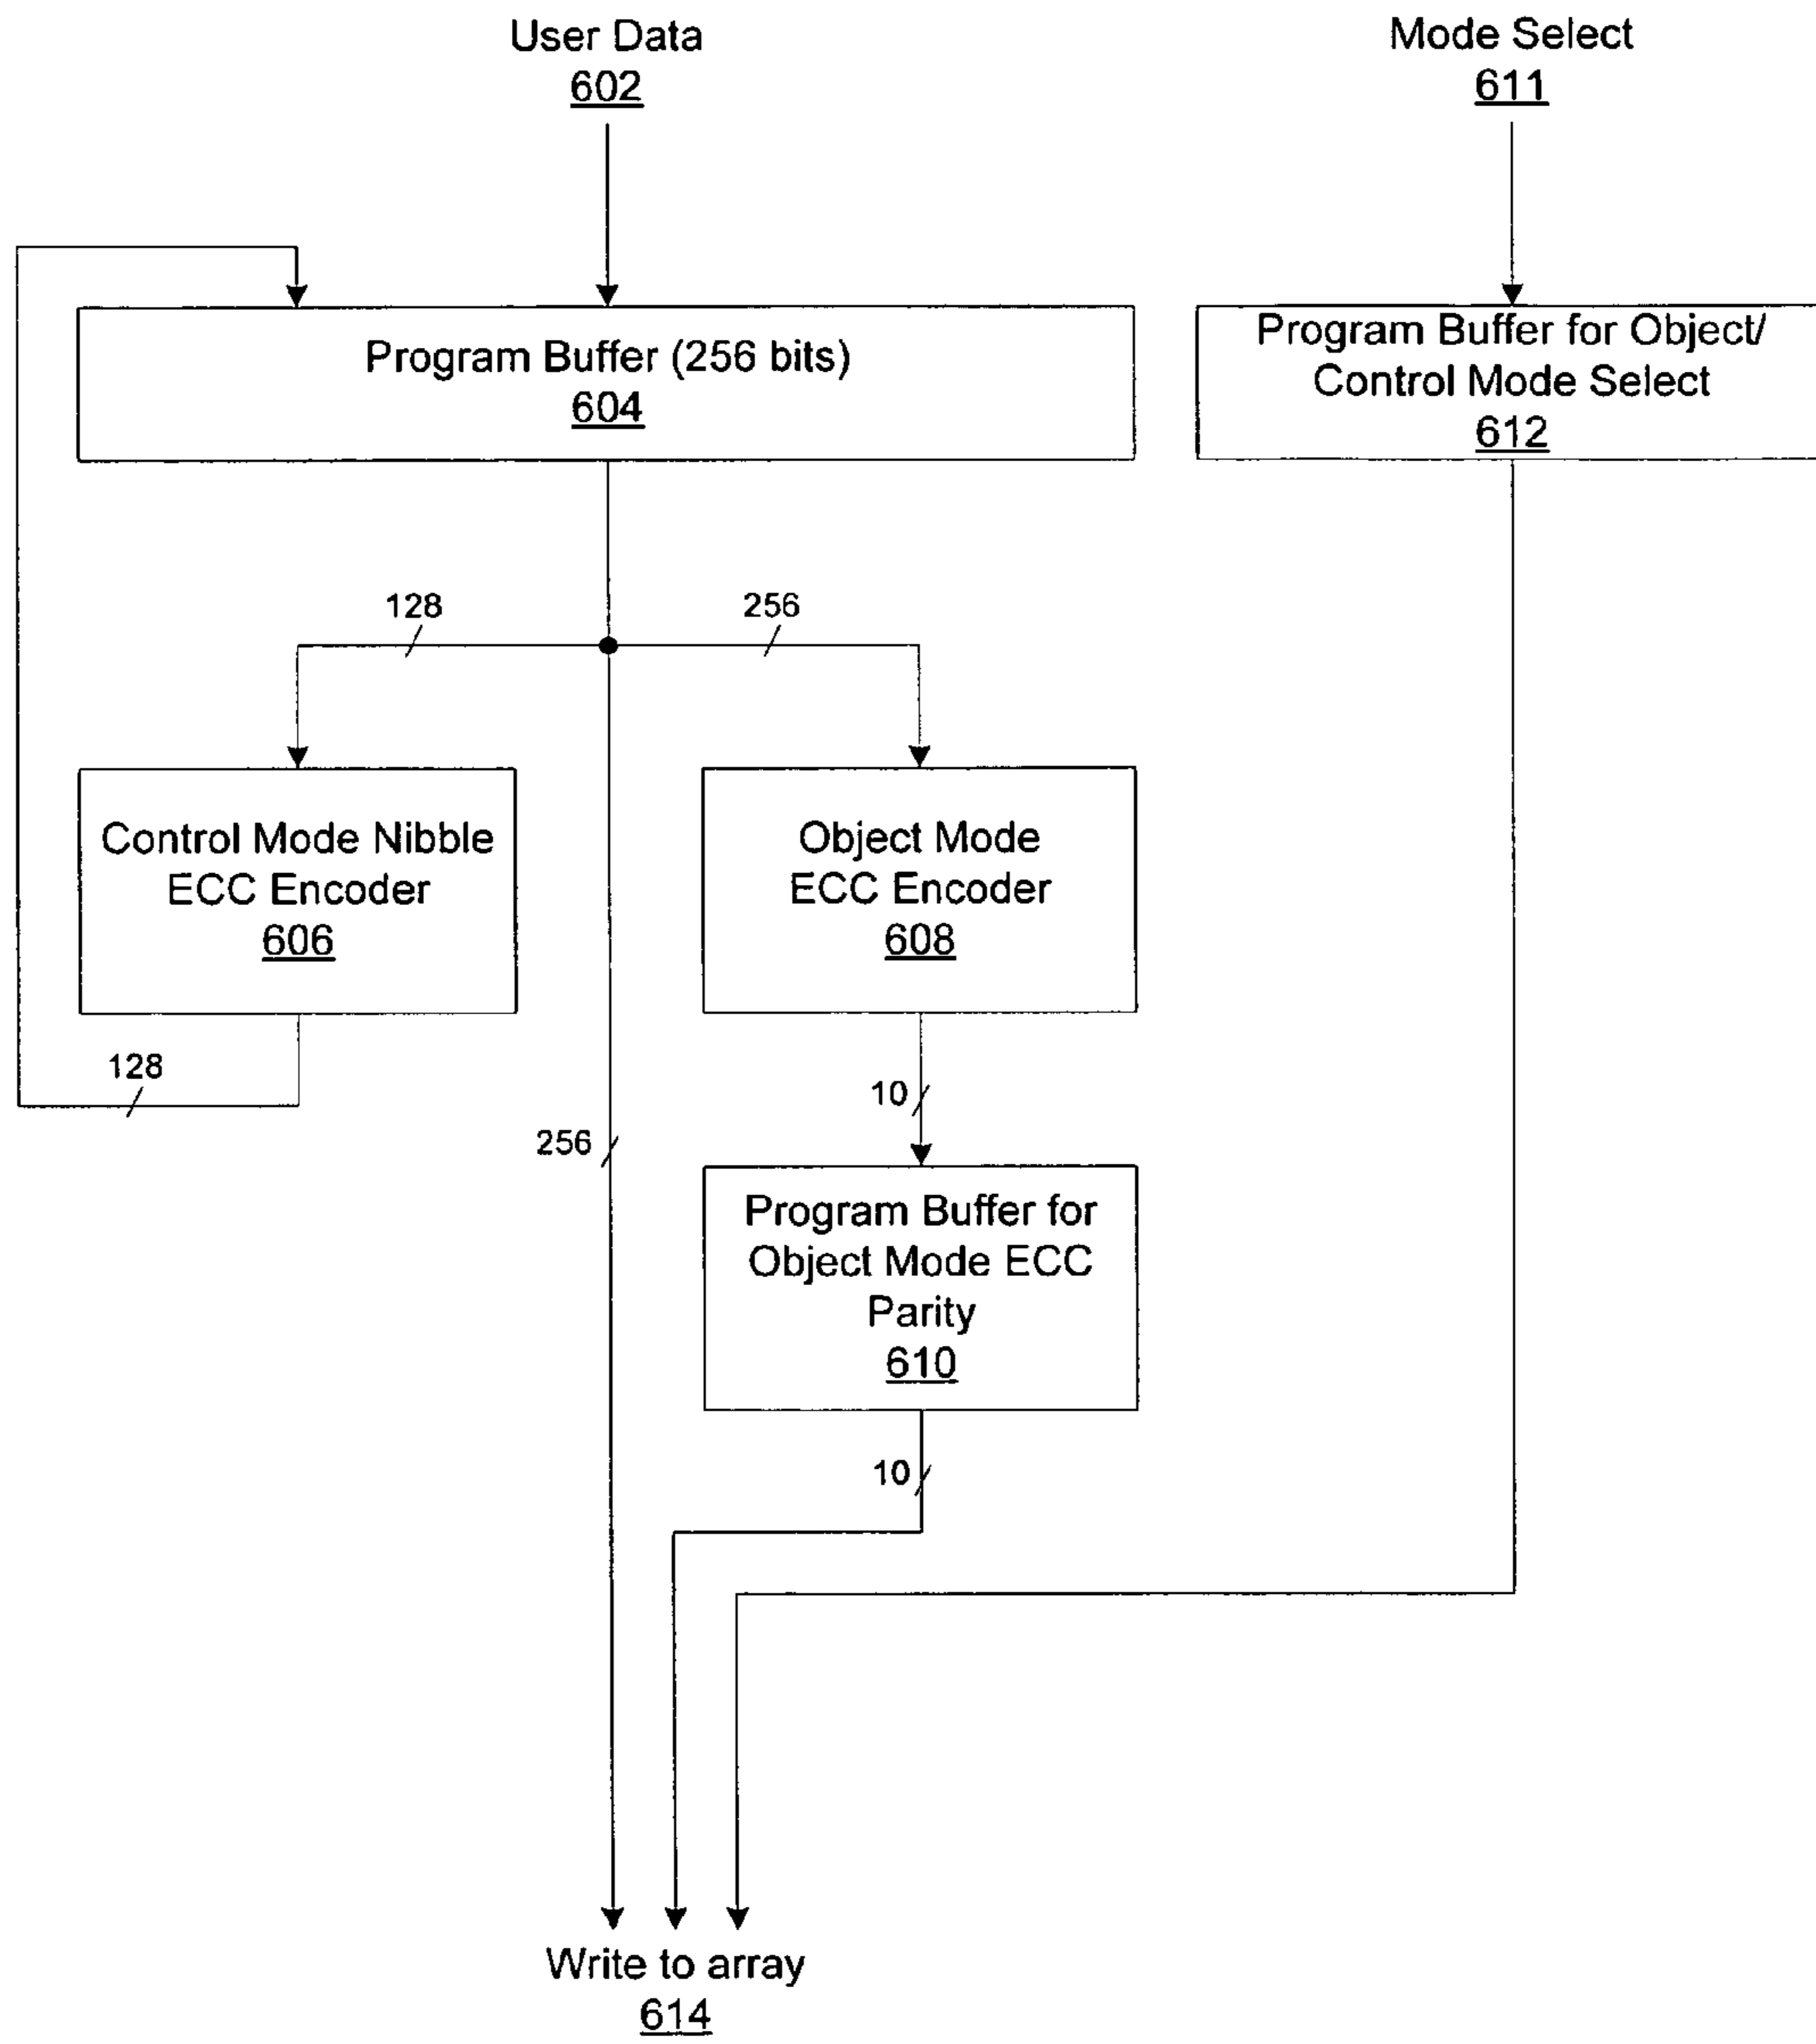 User Data
602
Mode Select
611
Program Buffer (256 bits)
604
Program Buffer for Object/
Control Mode Select
612
128
256
Control Mode Nibble
ECC Encoder
606
Object Mode
ECC Encoder
608
128
10
256
Program Buffer for
Object Mode ECC
Parity
610
10
Write to array
614